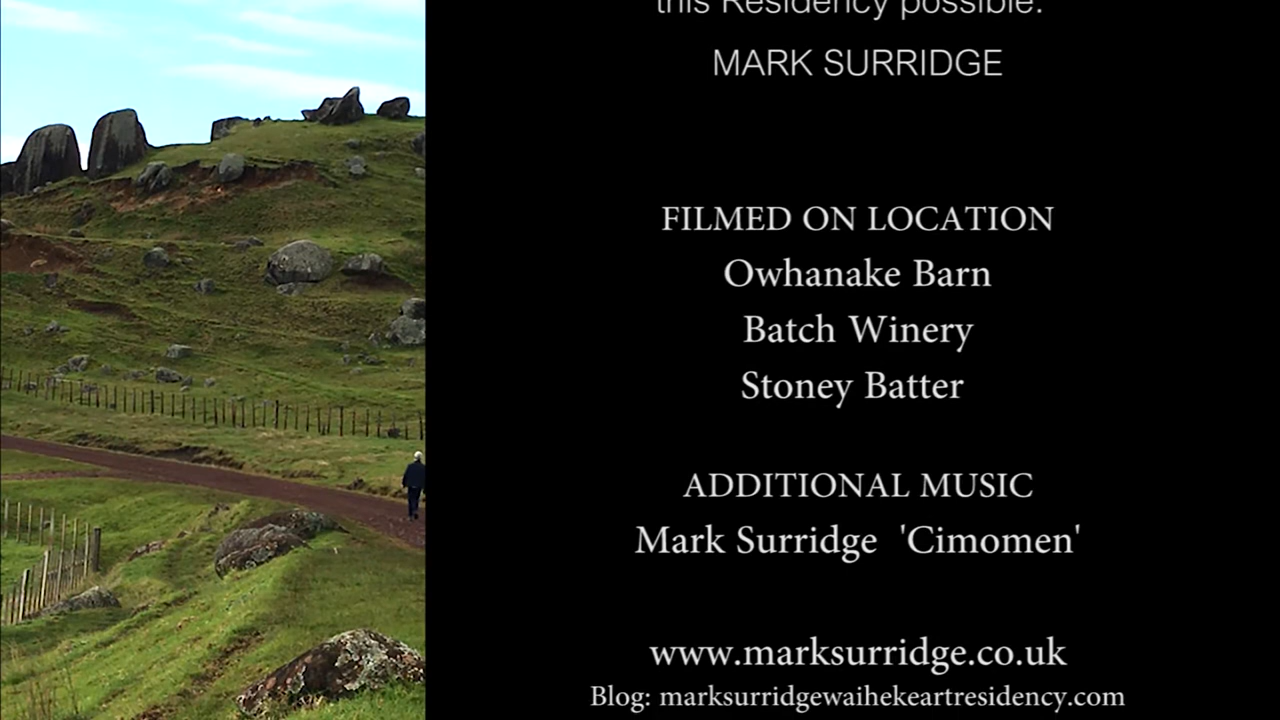 this Residency possible:
MARK SURRIDGE
FILMED ON LOCATION
Owhanake Barn
Batch Winery
Stoney Batter
ADDITIONAL MUSIC
Mark Surridge 'Cimomen'
www.marksurridge.co.uk
Blog: marksurridgewaihekeartresidency.com